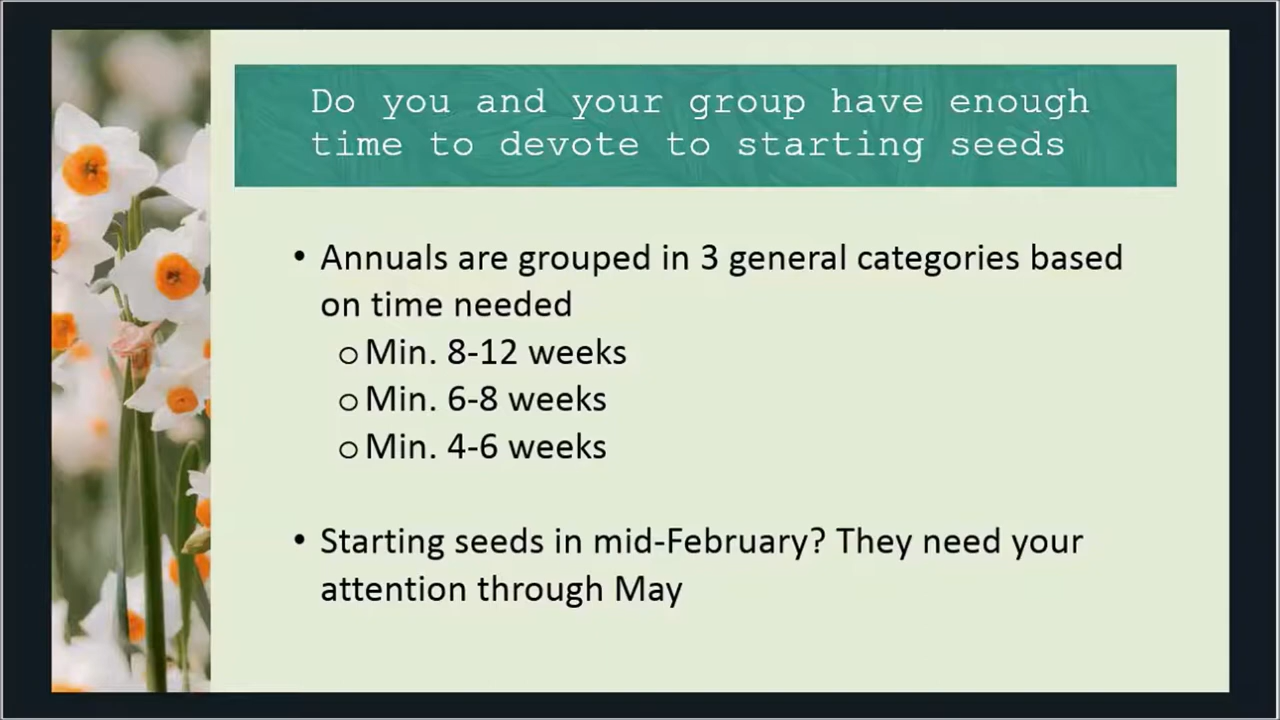 Do you and your group have enough
time to devote to starting seeds
• Annuals are grouped in 3 general categories based
on time needed
o Min. 8-12 weeks
o Min. 6-8 weeks
o Min. 4-6 weeks
• Starting seeds in mid-February? They need your
attention through May